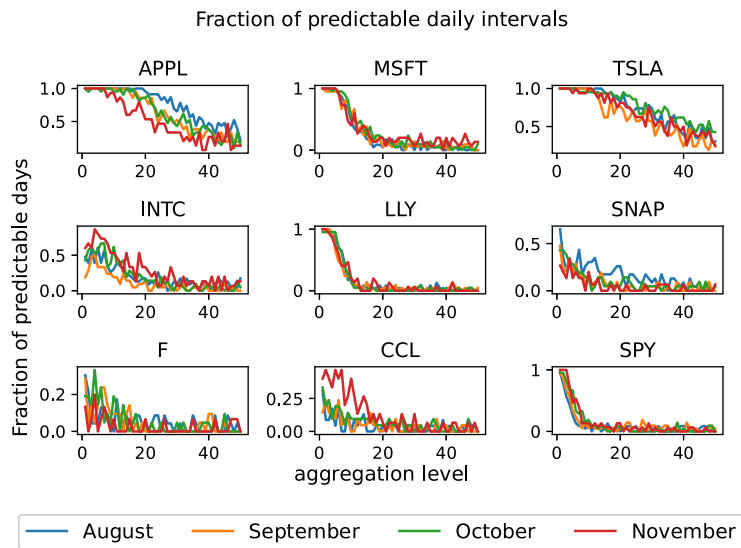 Fraction of predictable daily intervals
APPL MSFT TSLA
1.0 0.5 20 40
1 0 20 40
1.0 0.5 20 40
INTC LLY SNAP
0.5 0.0 0 20 40
1 0 0 20 40
0.5 0.0 0 20 40
F CCL SPY
0.2 0.0 0 20 40
0.25 0.00 0 20 40
1 0 0 20 40
Fraction of predictable days
aggregation level
August September October November